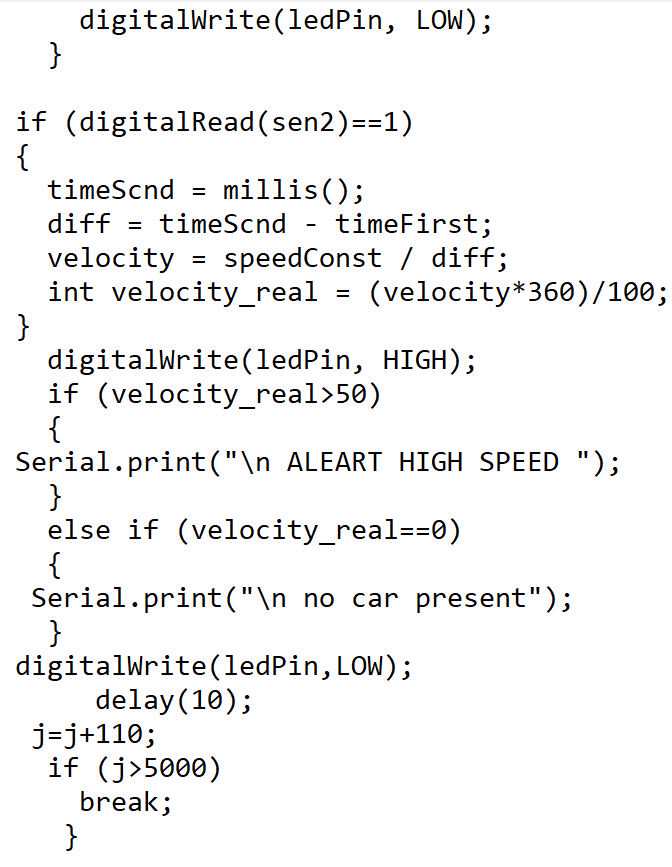 digitalWrite(ledPin, LOW);
}
if (digitalRead(sen2)==1)
{
timeScnd = millis();
diff = timeScnd - timeFirst;
velocity = speedConst / diff;
int velocity_real = (velocity*360)/100;
}
digitalWrite(ledPin, HIGH);
if (velocity_real>50)
{
Serial.print("\n ALEART HIGH SPEED ");
}
else if (velocity_real==0)
{
Serial.print("\n no car present");
}
digitalWrite(ledPin,LOW);
delay(10);
j=j+110;
if (j>5000)
break;
}